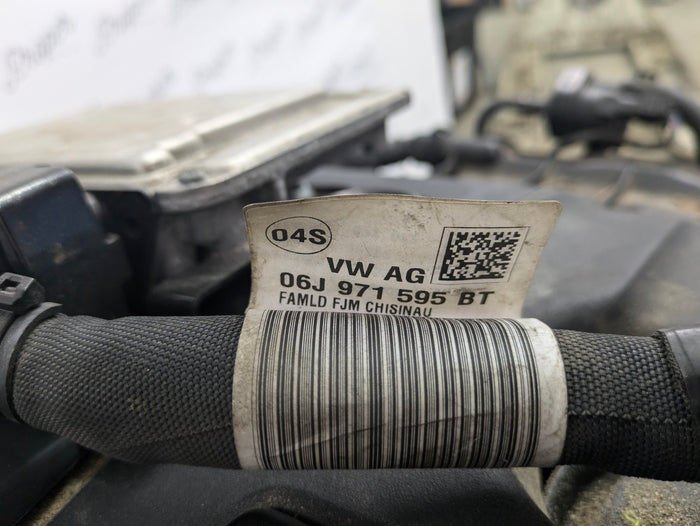 04S
VW AG
06J 971 595 BT
FAMLD FJM CHISINAU